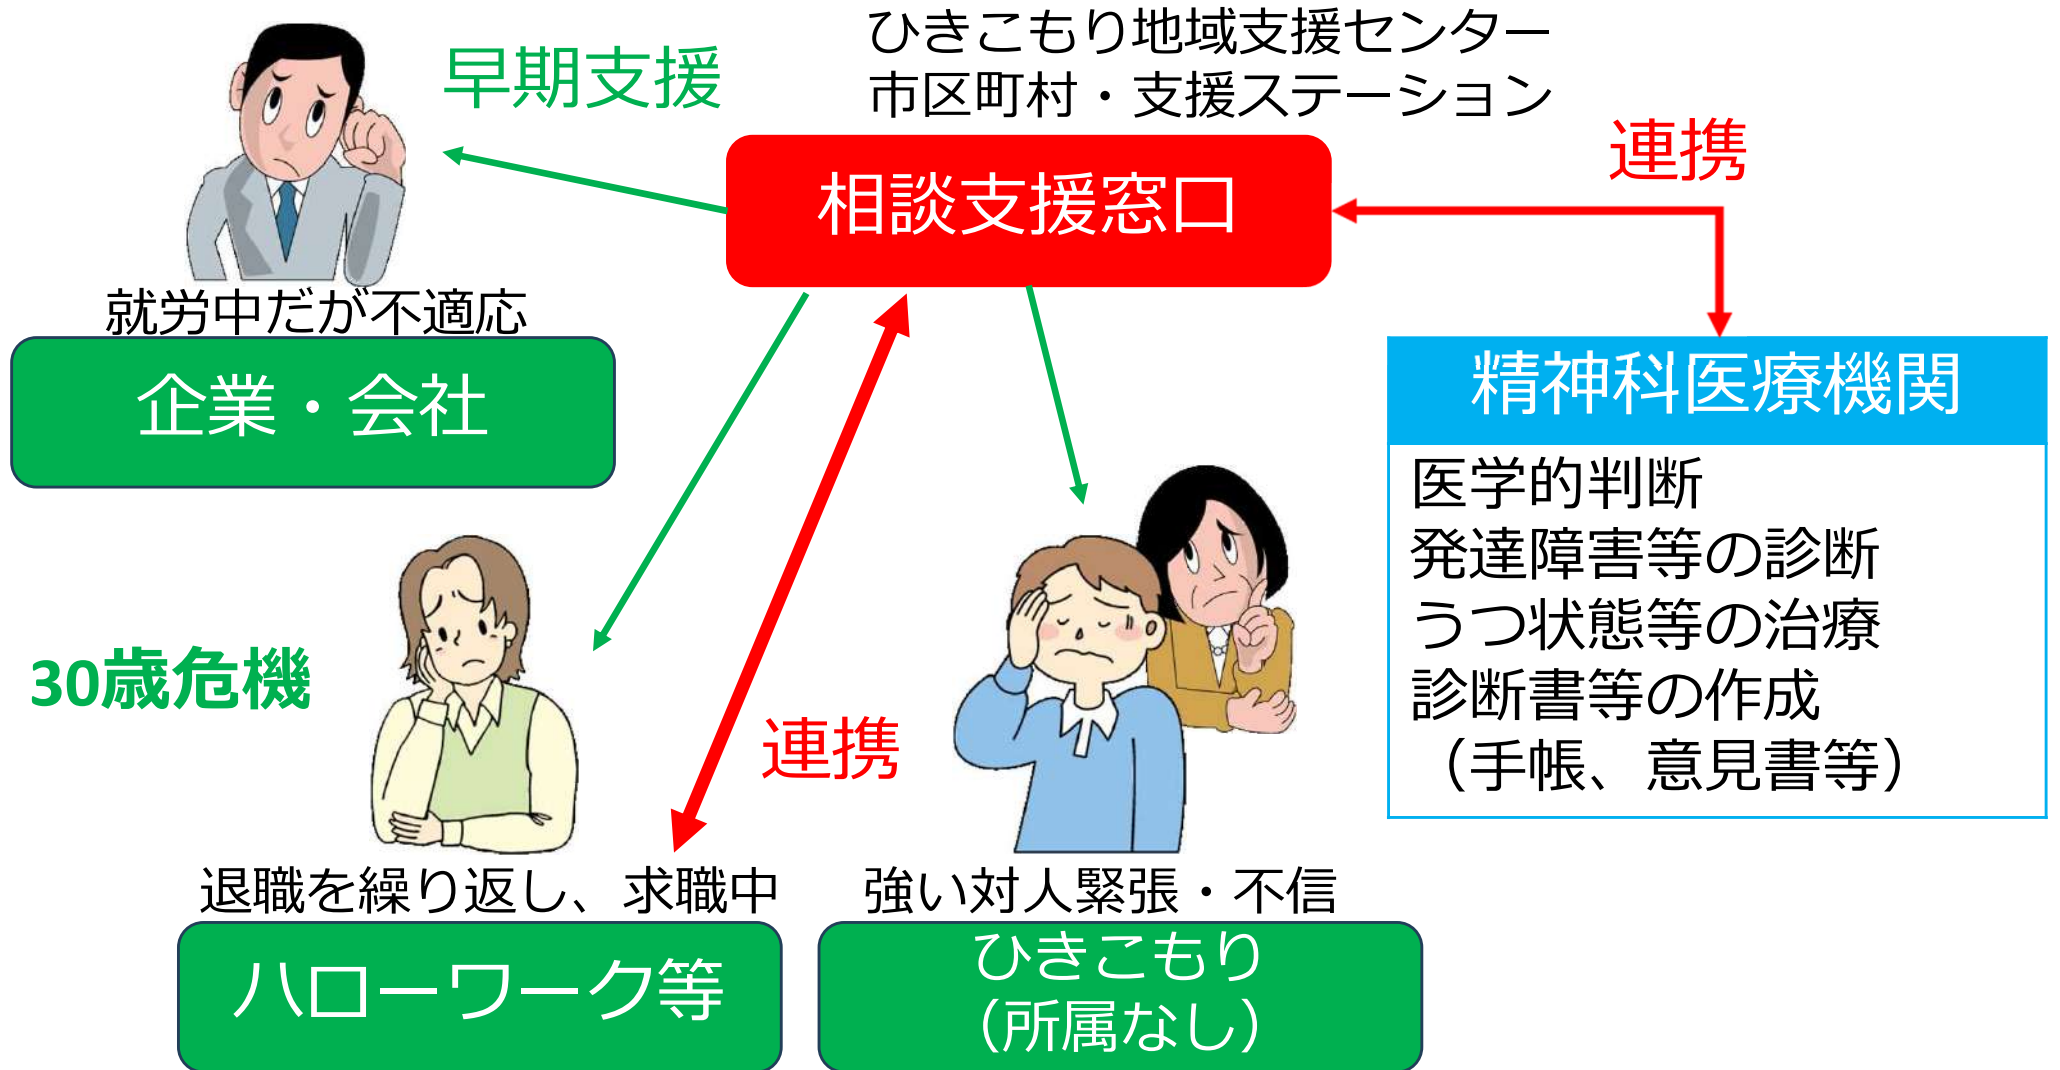 ひきこもり地域支援センター
市区町村・支援ステーション
早期支援
相談支援窓口
連携
就労中だが不適応
企業・会社
精神科医療機関
医学的判断
発達障害等の診断
うつ状態等の治療
診断書等の作成
（手帳、意見書等）
30歳危機
連携
退職を繰り返し、求職中
ハローワーク等
強い対人緊張・不信
ひきこもり
（所属なし）